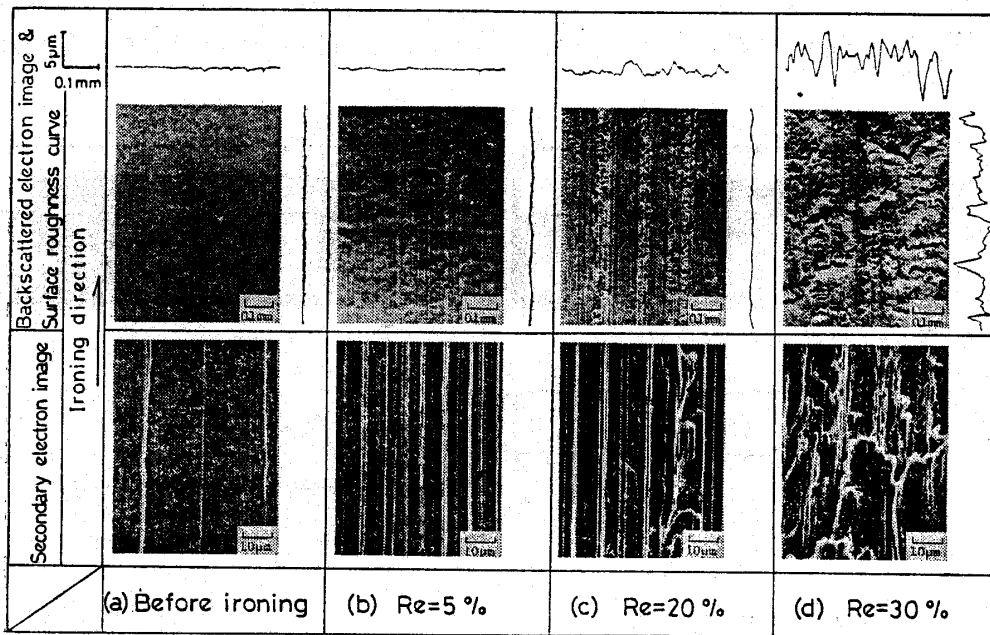 Backscattered electron image &
Surface roughness curve
5μm
0.1mm
Ironing direction
0.1mm
0.1mm
0.1mm
0.1mm
Secondary electron image
10μm
10μm
10μm
10μm
(a) Before ironing
(b) Re=5 %
(c) Re=20 %
(d) Re=30 %